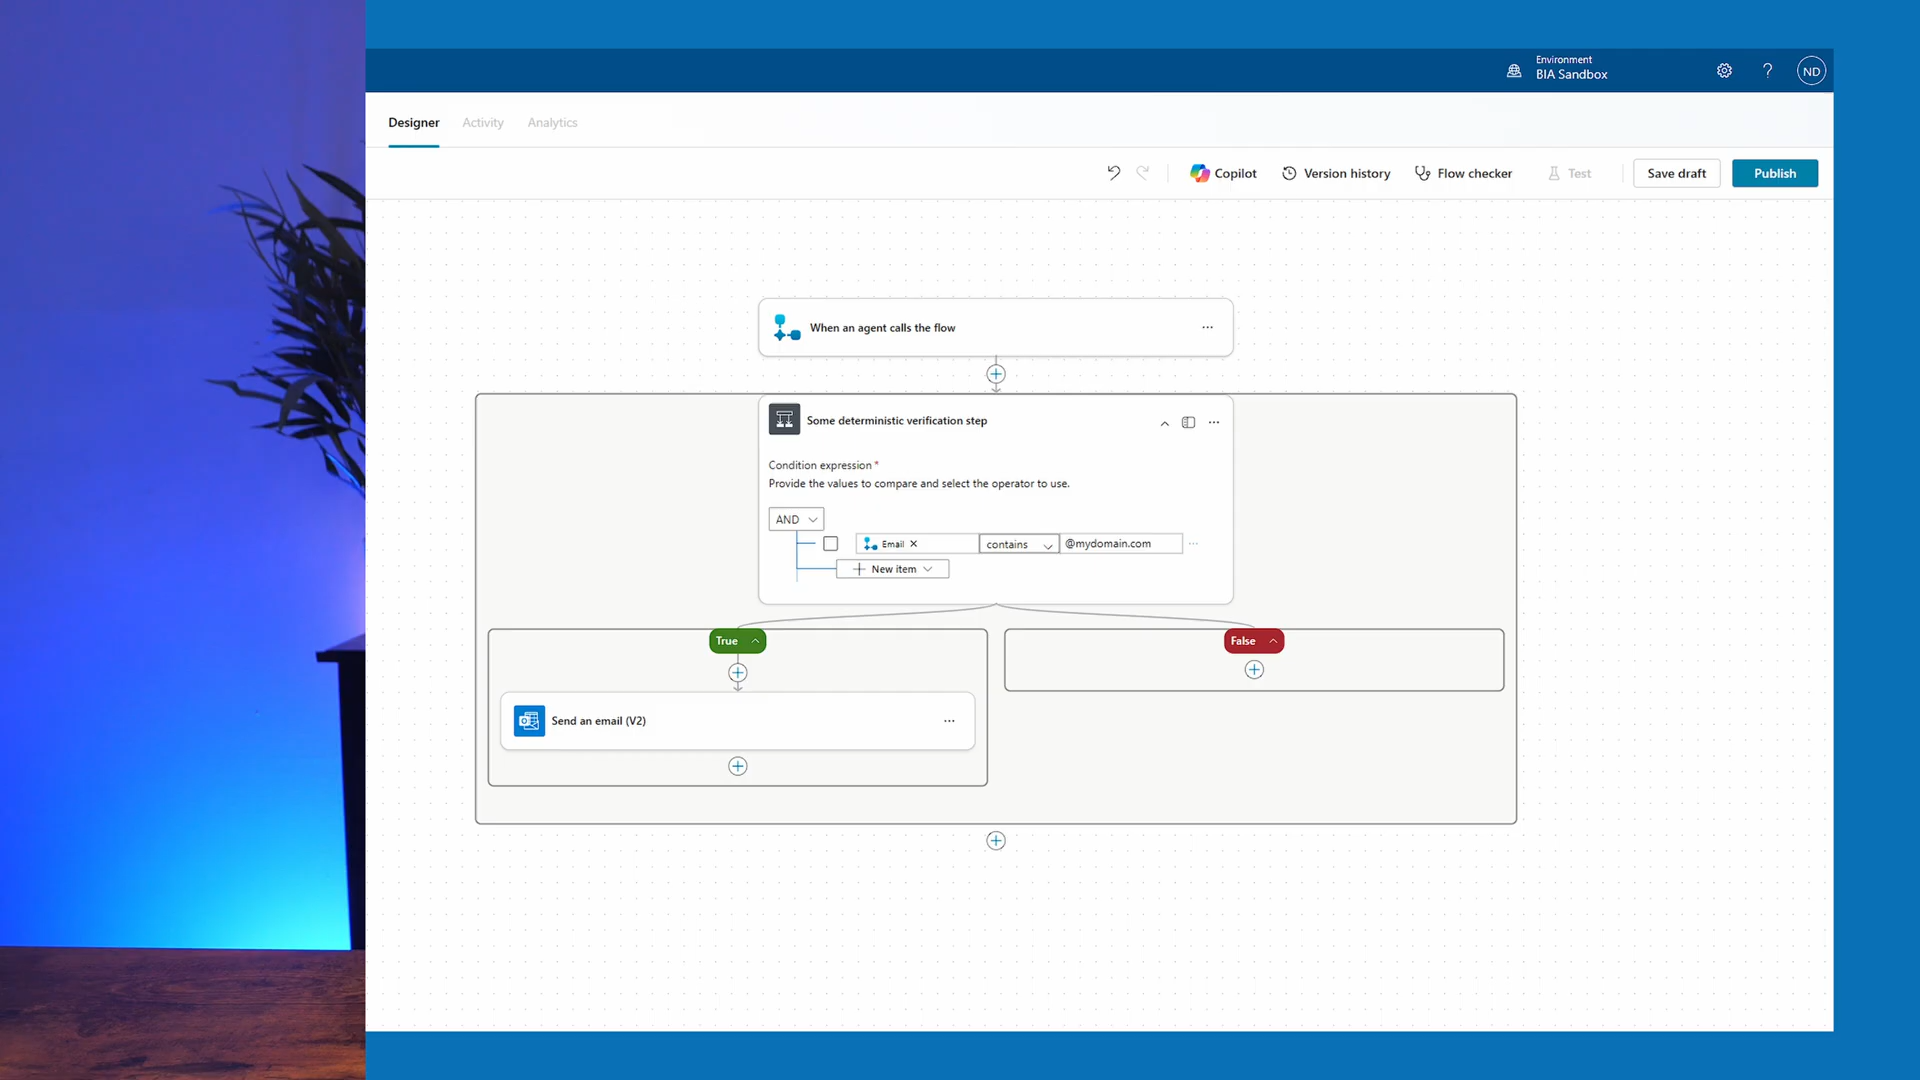 Environment
BIA Sandbox
?
ND
Designer Activity Analytics
Copilot Version history Flow checker Test Save draft Publish
When an agent calls the flow
Some deterministic verification step
Condition expression *
Provide the values to compare and select the operator to use.
AND
Email contains @mydomain.com
New item
True
False
Send an email (V2)